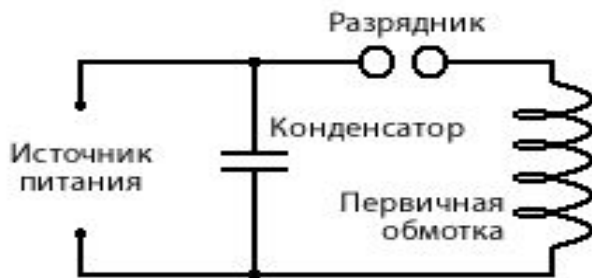 Разрядник
Конденсатор
Источник
питания
Первичная
обмотка